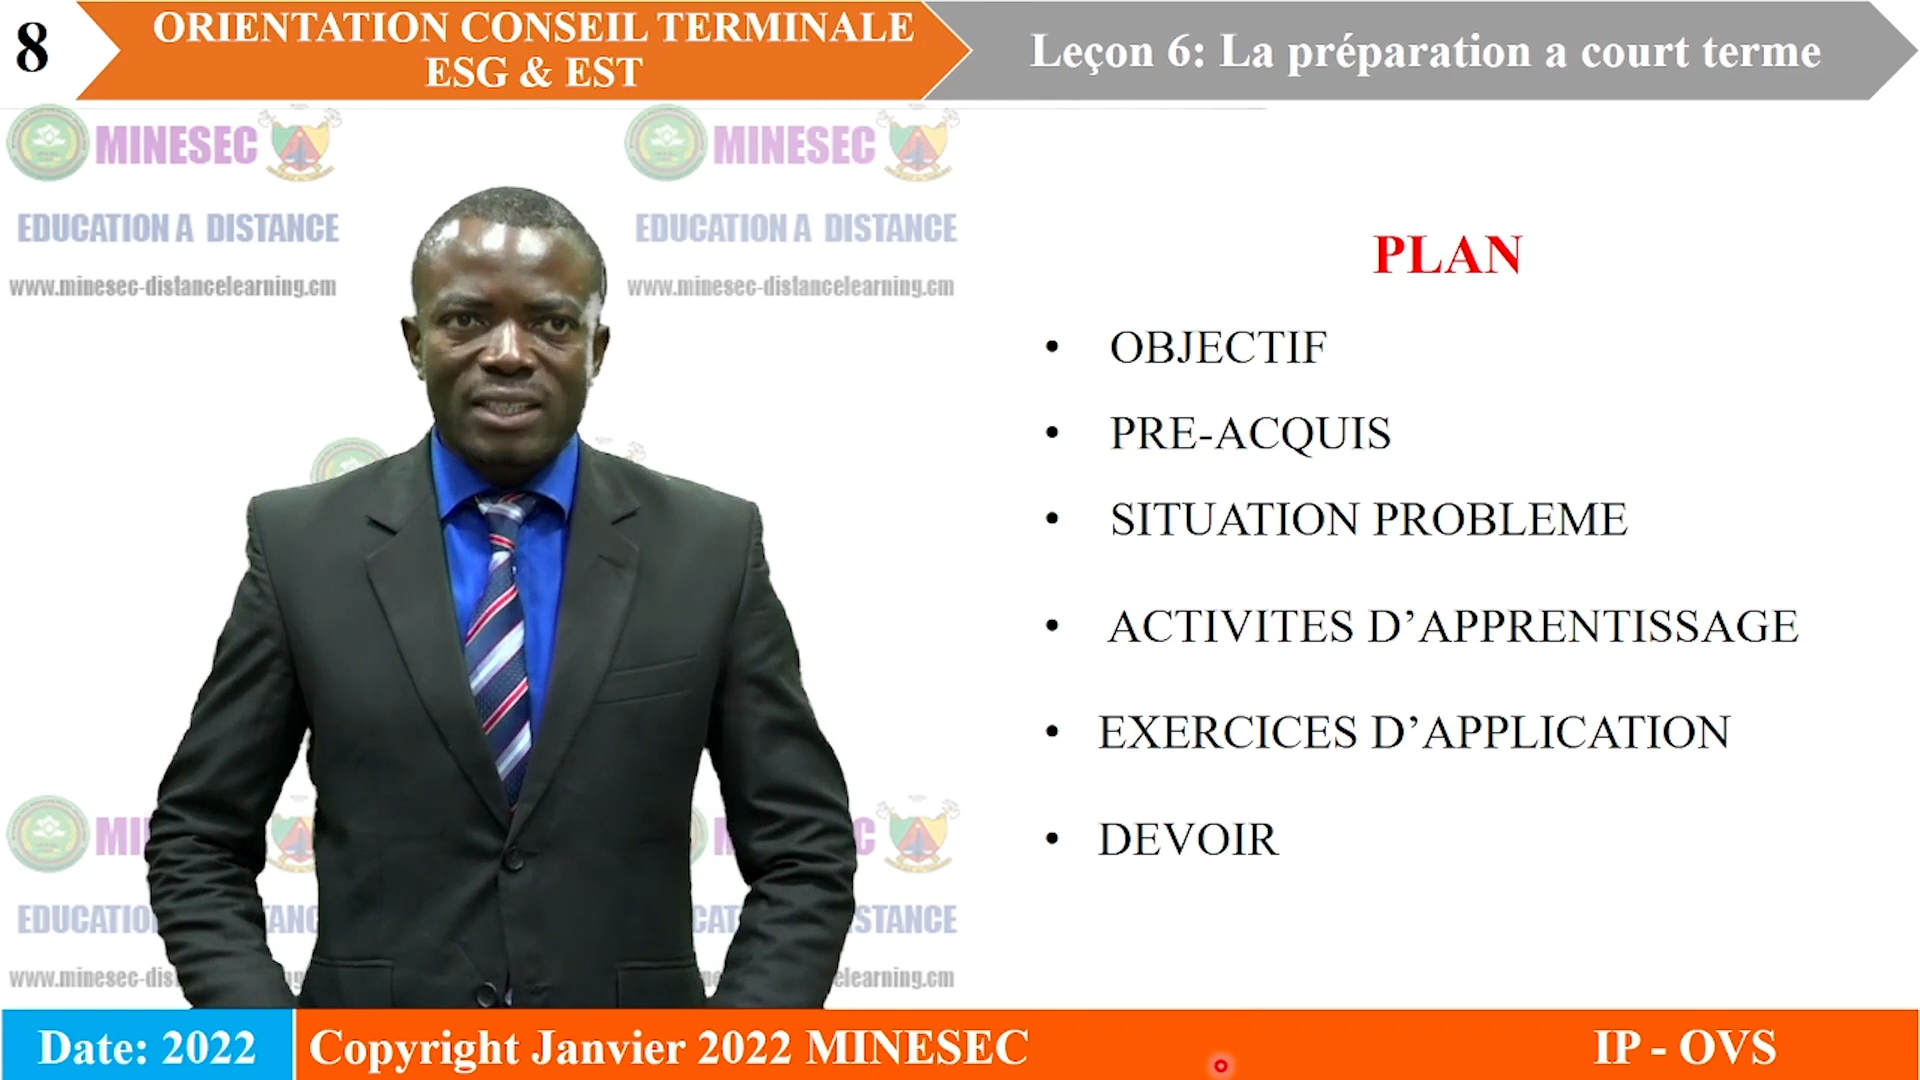 8
ORIENTATION CONSEIL TERMINALE
ESG & EST
Leçon 6: La préparation a court terme
MINESEC
MINESEC
EDUCATION A DISTANCE
EDUCATION A DISTANCE
www.minesec-distancelearning.cm
www.minesec-distancelearning.cm
PLAN
• OBJECTIF
• PRE-ACQUIS
• SITUATION PROBLEME
• ACTIVITES D’APPRENTISSAGE
• EXERCICES D’APPLICATION
• DEVOIR
Date: 2022
Copyright Janvier 2022 MINESEC
IP - OVS